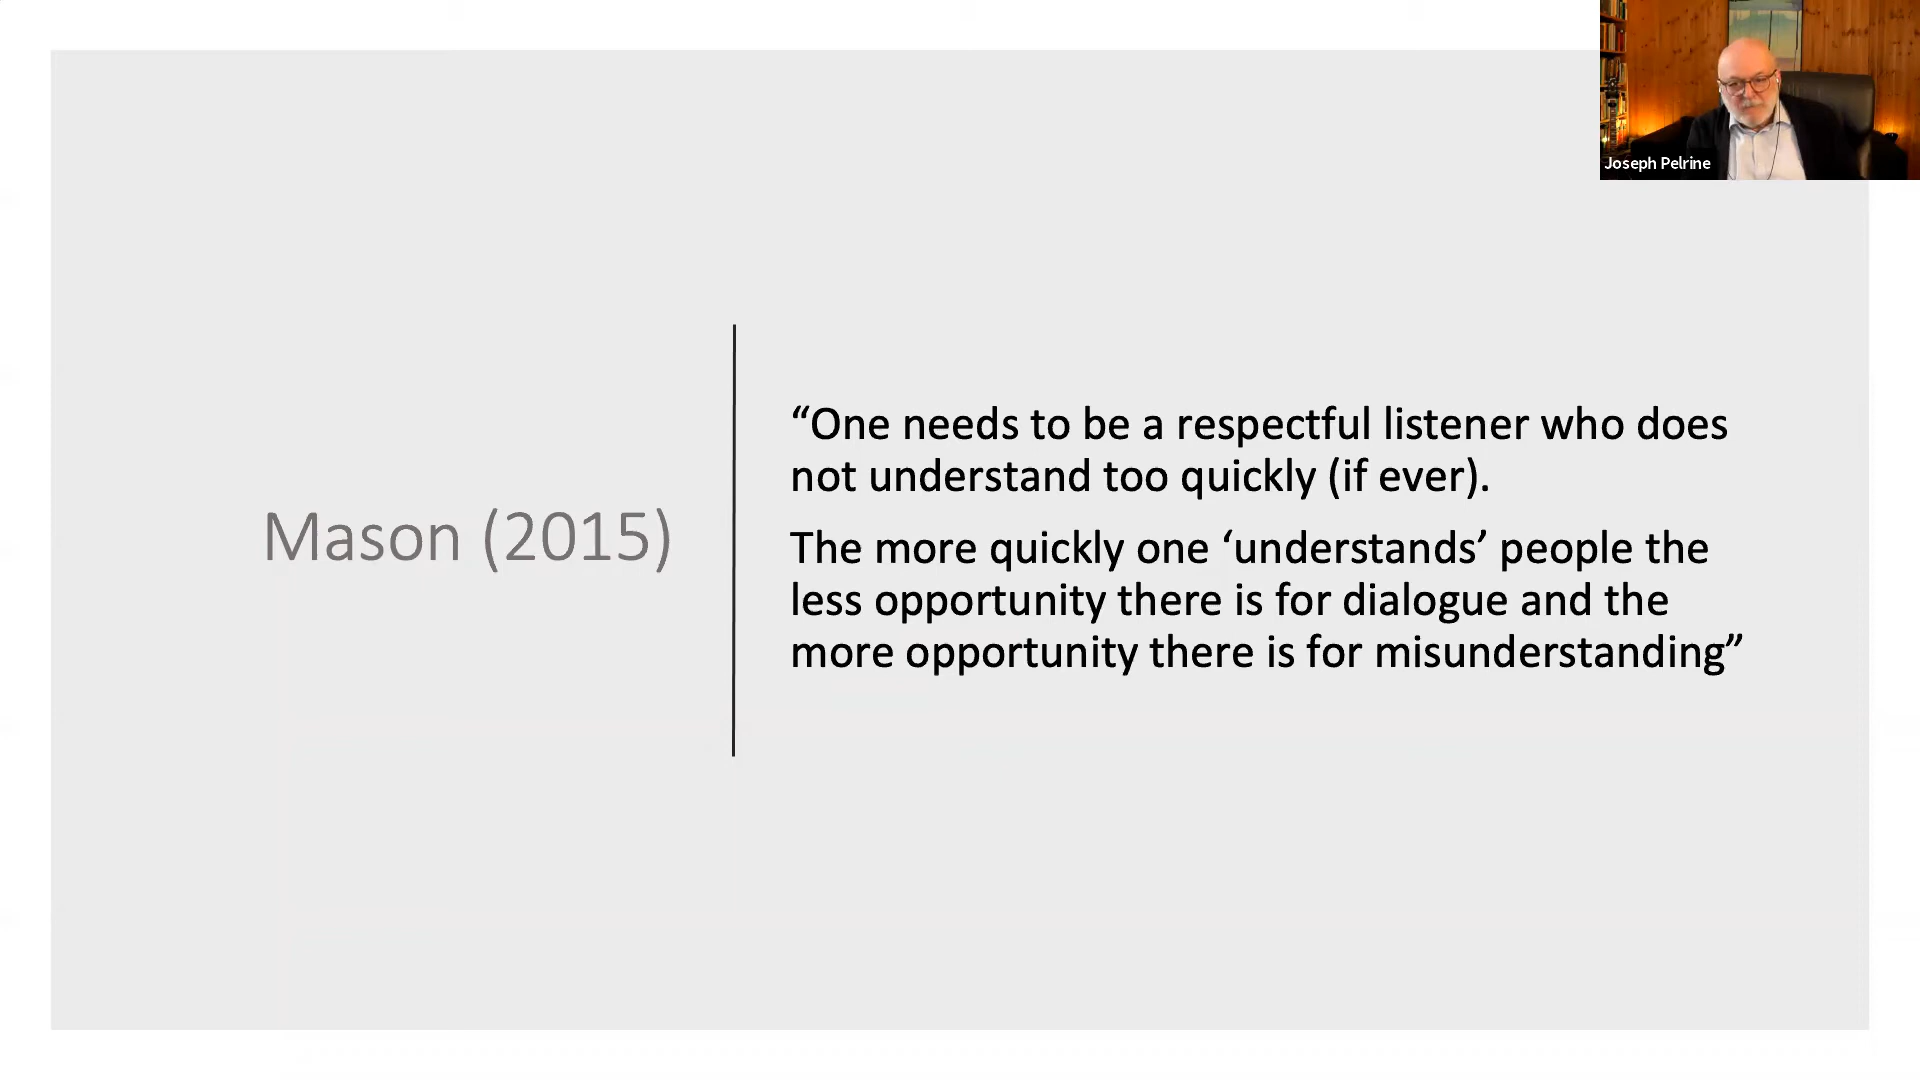 Joseph Pelrine
Mason (2015)
“One needs to be a respectful listener who does
not understand too quickly (if ever).
The more quickly one ‘understands’ people the
less opportunity there is for dialogue and the
more opportunity there is for misunderstanding”